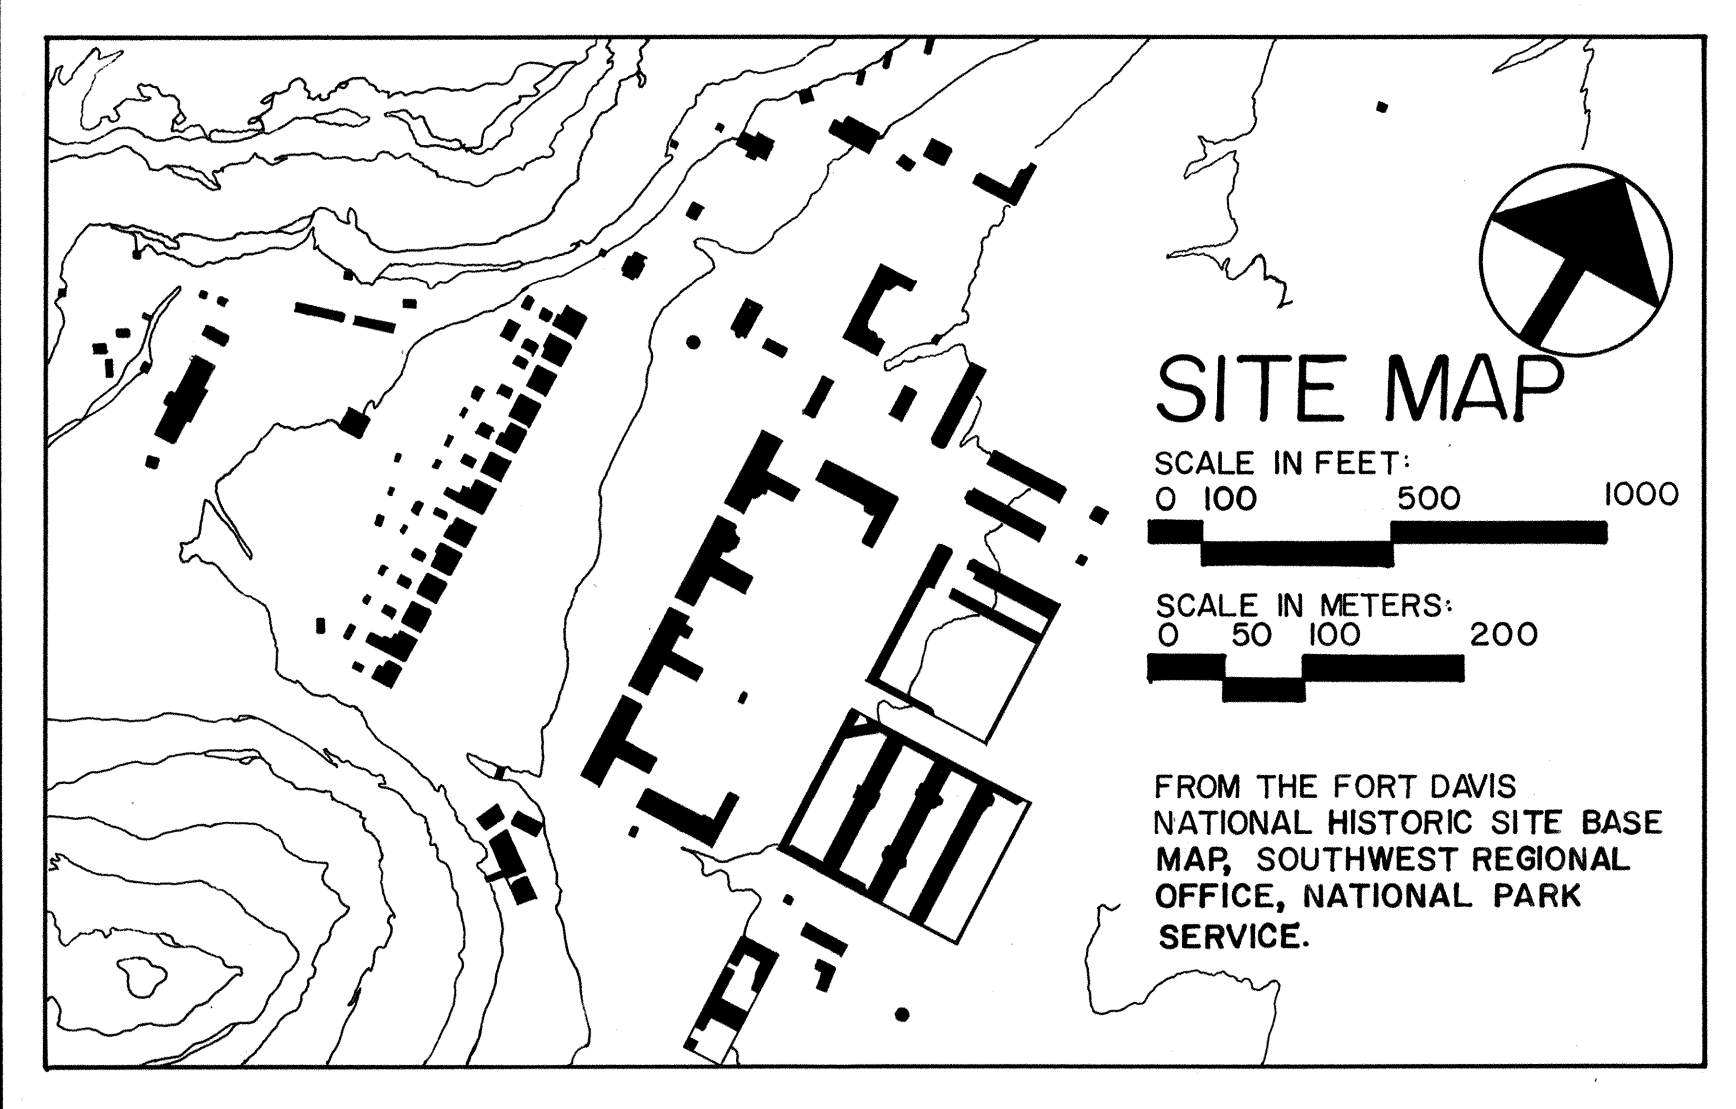 SITE MAP
SCALE IN FEET:
0 100 500 1000
SCALE IN METERS:
0 50 100 200
FROM THE FORT DAVIS
NATIONAL HISTORIC SITE BASE
MAP, SOUTHWEST REGIONAL
OFFICE, NATIONAL PARK
SERVICE.